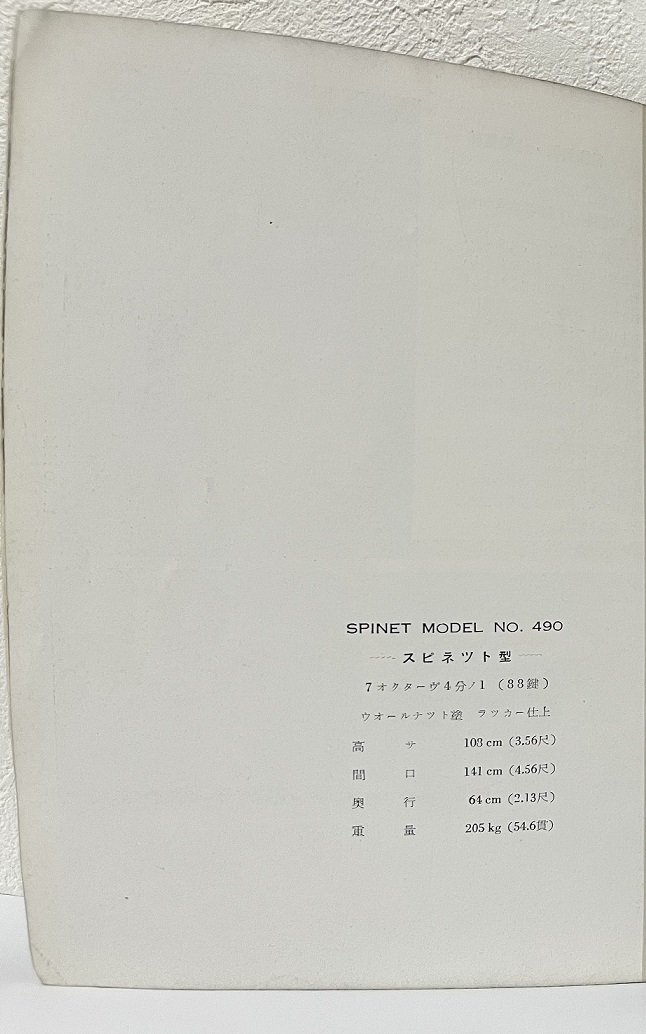 SPINET MODEL NO. 490
スピネツト型
7オクターヴ4分ノ1 (88鍵)
ウオールナツト塗 ラツカー仕上
高サ 108 cm (3.56尺)
間口 141 cm (4.56尺)
奥行 64 cm (2.13尺)
重量 205 kg (54.6貫)